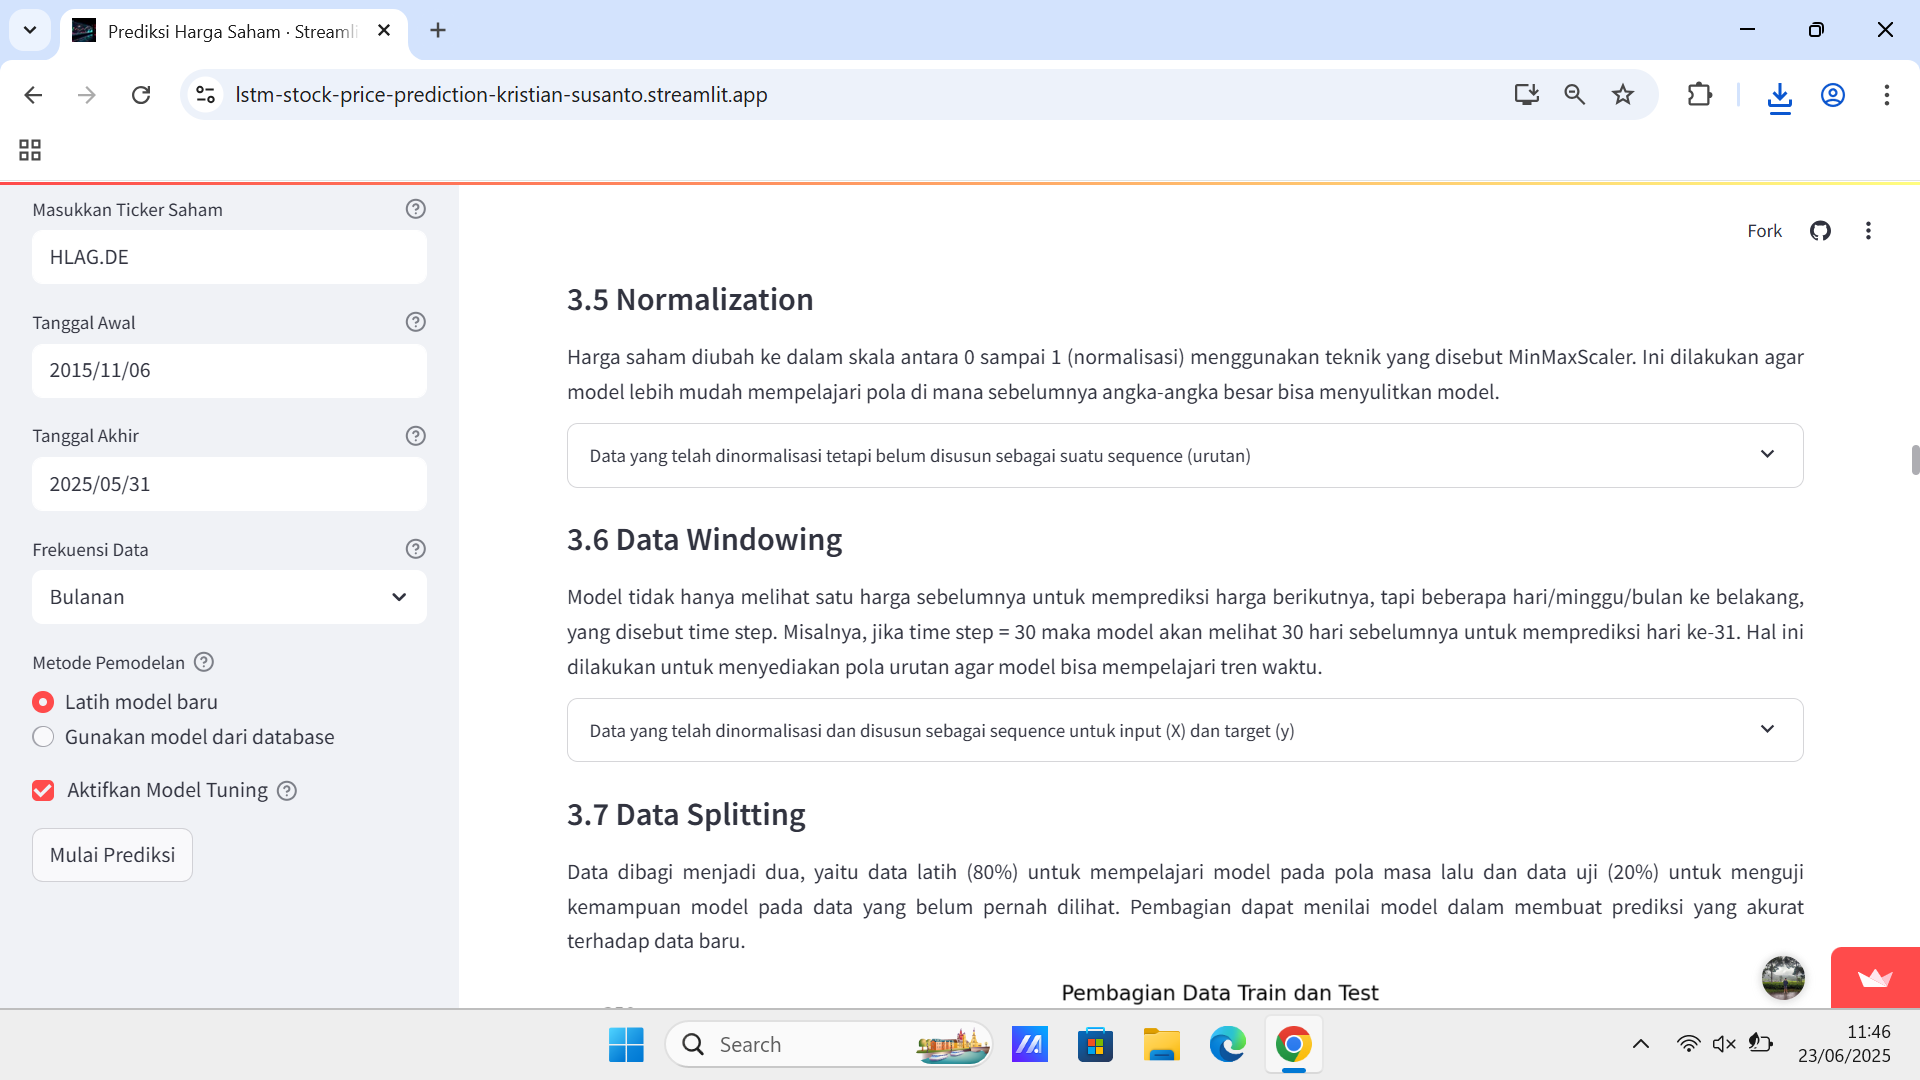 Prediksi Harga Saham · Streamli
lstm-stock-price-prediction-kristian-susanto.streamlit.app
Masukkan Ticker Saham
HLAG.DE
Tanggal Awal
2015/11/06
Tanggal Akhir
2025/05/31
Frekuensi Data
Bulanan
Metode Pemodelan
Latih model baru
Gunakan model dari database
Aktifkan Model Tuning
Mulai Prediksi
Fork
3.5 Normalization
Harga saham diubah ke dalam skala antara 0 sampai 1 (normalisasi) menggunakan teknik yang disebut MinMaxScaler. Ini dilakukan agar
model lebih mudah mempelajari pola di mana sebelumnya angka-angka besar bisa menyulitkan model.
Data yang telah dinormalisasi tetapi belum disusun sebagai suatu sequence (urutan)
3.6 Data Windowing
Model tidak hanya melihat satu harga sebelumnya untuk memprediksi harga berikutnya, tapi beberapa hari/minggu/bulan ke belakang,
yang disebut time step. Misalnya, jika time step = 30 maka model akan melihat 30 hari sebelumnya untuk memprediksi hari ke-31. Hal ini
dilakukan untuk menyediakan pola urutan agar model bisa mempelajari tren waktu.
Data yang telah dinormalisasi dan disusun sebagai sequence untuk input (X) dan target (y)
3.7 Data Splitting
Data dibagi menjadi dua, yaitu data latih (80%) untuk mempelajari model pada pola masa lalu dan data uji (20%) untuk menguji
kemampuan model pada data yang belum pernah dilihat. Pembagian dapat menilai model dalam membuat prediksi yang akurat
terhadap data baru.
Pembagian Data Train dan Test
Search
11:46
23/06/2025